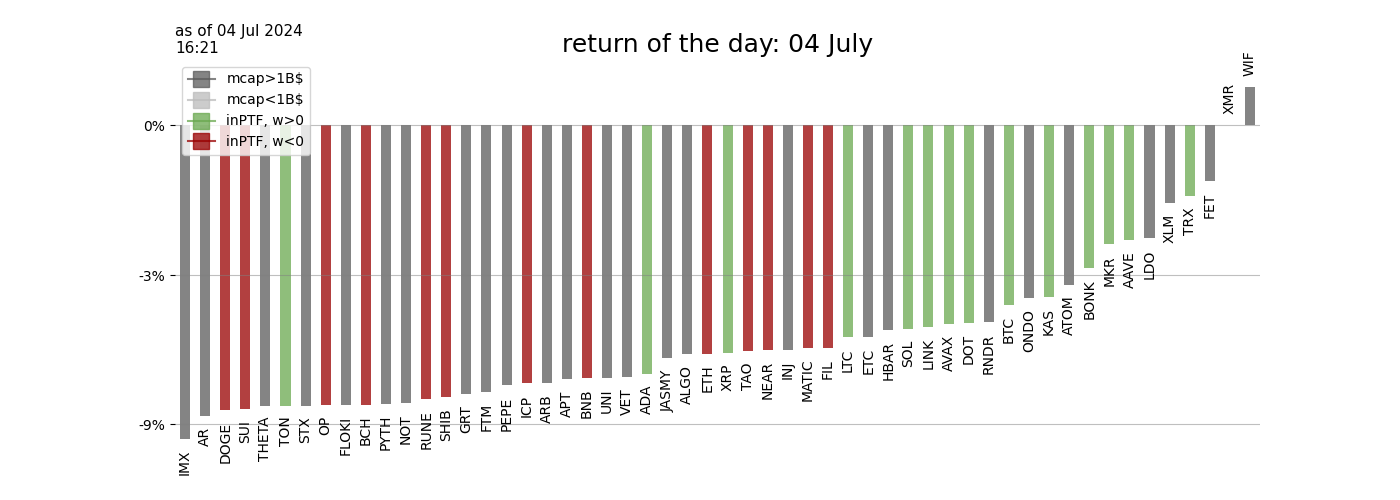 as of 04 Jul 2024
16:21
return of the day: 04 July
mcap>1B$
mcap<1B$
inPTF, w>0
inPTF, w<0
0%
-3%
-9%
IMX
AR
DOGE
SUI
THETA
TON
STX
OP
FLOKI
BCH
PYTH
NOT
RUNE
SHIB
GRT
FTM
PEPE
ICP
ARB
APT
BNB
UNI
VET
ADA
JASMY
ALGO
ETH
XRP
TAO
NEAR
INJ
MATIC
FIL
LTC
ETC
HBAR
SOL
LINK
AVAX
DOT
RNDR
BTC
ONDO
KAS
ATOM
BONK
MKR
AAVE
LDO
XLM
TRX
FET
XMR
WIF